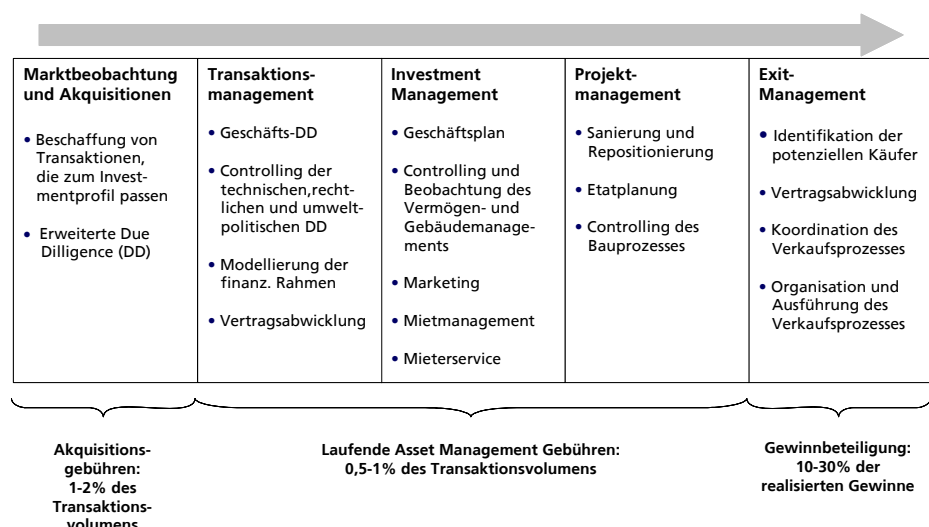 Marktbeobachtung
und Akquisitionen
• Beschaffung von
Transaktionen,
die zum Invest-
mentprofil passen
• Erweiterte Due
Dilligence (DD)
Transaktions-
management
• Geschäfts-DD
• Controlling der
technischen,recht-
lichen und umwelt-
politischen DD
• Modellierung der
finanz. Rahmen
• Vertragsabwicklung
Investment
Management
• Geschäftsplan
• Controlling und
Beobachtung des
Vermögen- und
Gebäudemanage-
ments
• Marketing
• Mietmanagement
• Mieterservice
Projekt-
management
• Sanierung und
Repositionierung
• Etatplanung
• Controlling des
Bauprozesses
Exit-
Management
• Identifikation der
potenziellen Käufer
• Vertragsabwicklung
• Koordination des
Verkaufsprozesses
• Organisation und
Ausführung des
Verkaufsprozesses
Akquisitions-
gebühren:
1-2% des
Transaktions-
volumens
Laufende Asset Management Gebühren:
0,5-1% des Transaktionsvolumens
Gewinnbeteiligung:
10-30% der
realisierten Gewinne